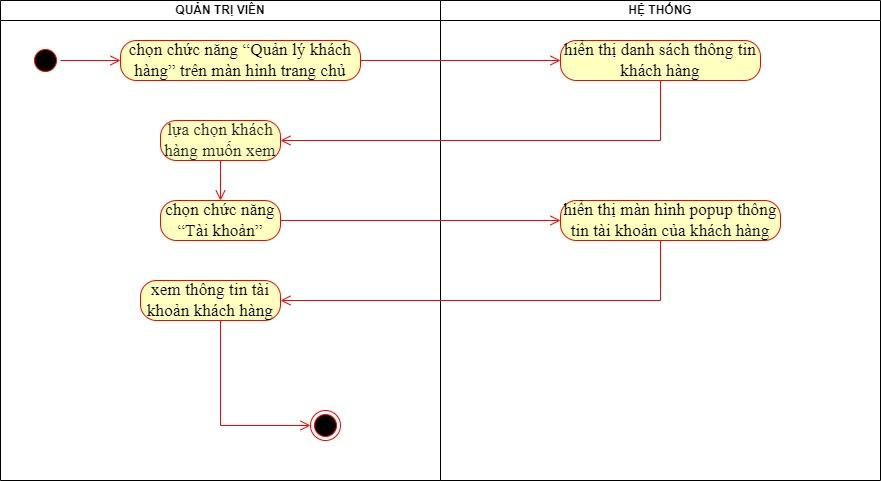 QUẢN TRỊ VIÊN
HỆ THỐNG
chọn chức năng “Quản lý khách
hàng” trên màn hình trang chủ
hiển thị danh sách thông tin
khách hàng
lựa chọn khách
hàng muốn xem
chọn chức năng
“Tài khoản”
hiển thị màn hình popup thông
tin tài khoản của khách hàng
xem thông tin tài
khoản khách hàng